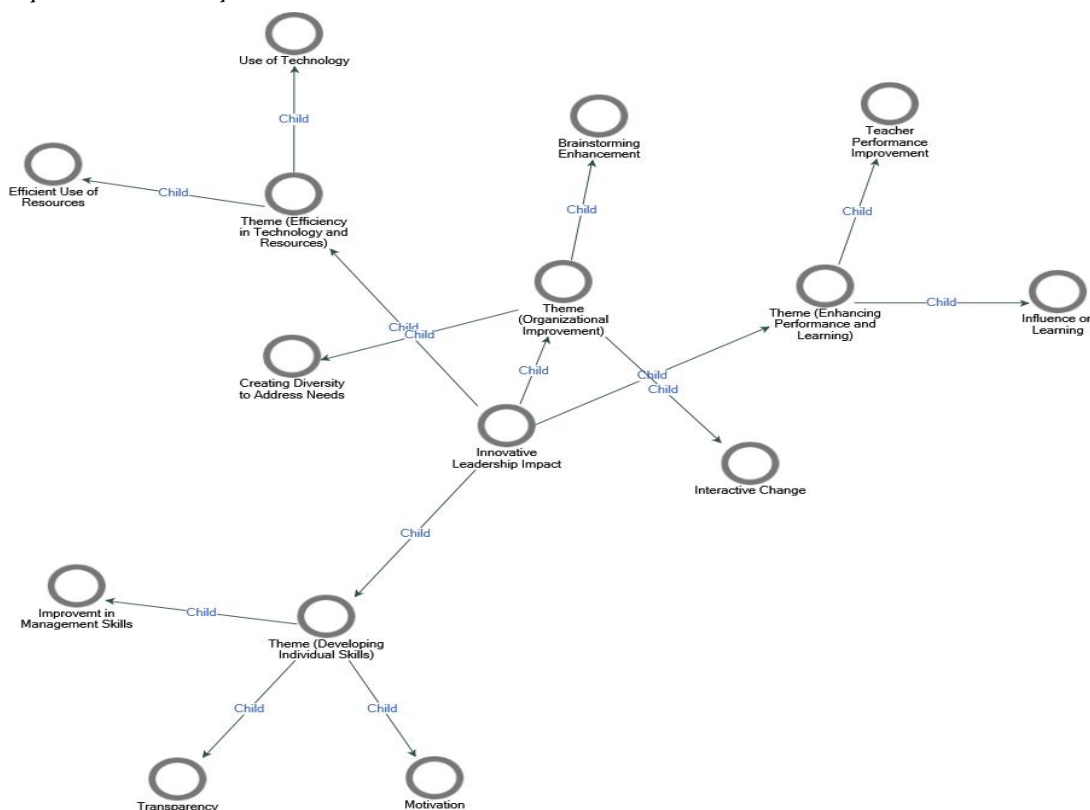 Use of Technology
Child
Brainstorming
Enhancement
Teacher
Performance
Improvement
Efficient Use of
Resources
Child
Theme (Efficiency
in Technology and
Resources)
Child
Child
Theme
(Organizational
Improvement)
Theme (Enhancing
Performance and
Learning)
Child
Influence on
Learning
Child
Child
Creating Diversity
to Address Needs
Child
Child
Child
Innovative
Leadership Impact
Interactive Change
Child
Improvemt in
Management Skills
Child
Theme (Developing
Individual Skills)
Child
Child
Transparency
Motivation